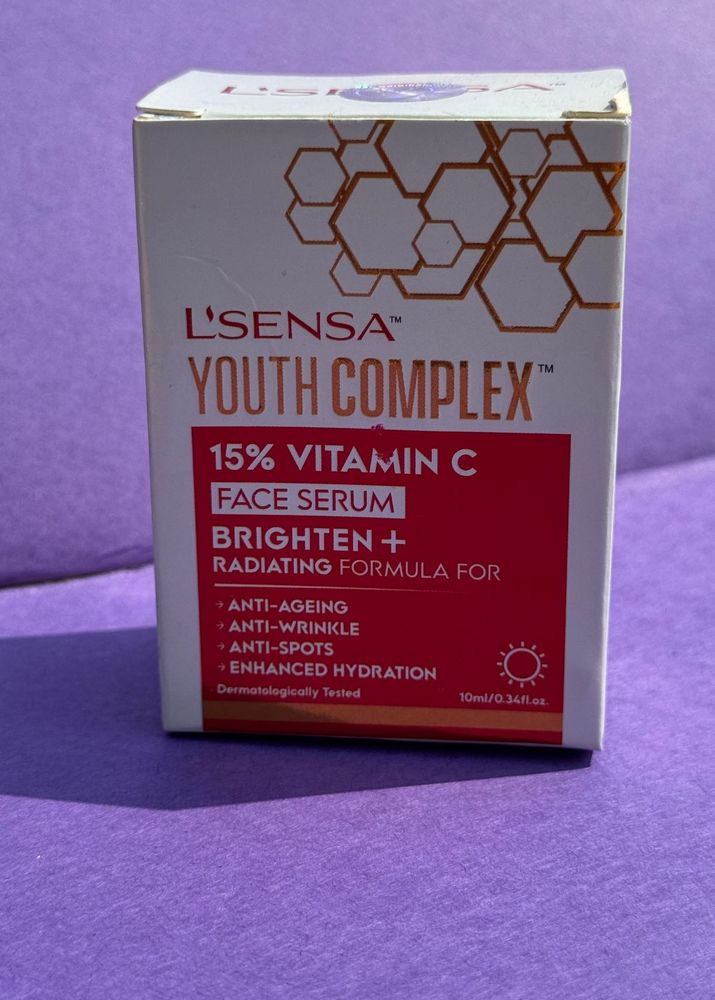 L'SENSA™
YOUTH COMPLEX™
15% VITAMIN C
FACE SERUM
BRIGHTEN +
RADIATING FORMULA FOR
→ ANTI-AGEING
→ ANTI-WRINKLE
→ ANTI-SPOTS
→ ENHANCED HYDRATION
Dermatologically Tested
10ml/0.34fl.oz.